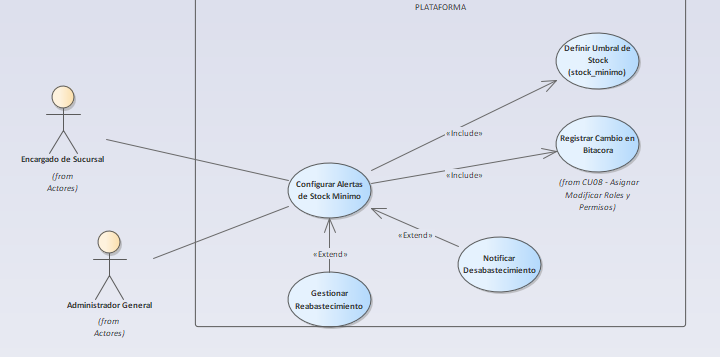 PLATAFORMA
Definir Umbral de
Stock
(stock_minimo)
«Include»
Registrar Cambio en
Bitacora
(from CU08 - Asignar
Modificar Roles y
Permisos)
«Include»
Encargado de Sucursal
(from
Actores)
Configurar Alertas
de Stock Minimo
«Extend»
«Extend»
Notificar
Desabastecimiento
Gestionar
Reabastecimiento
Administrador General
(from
Actores)